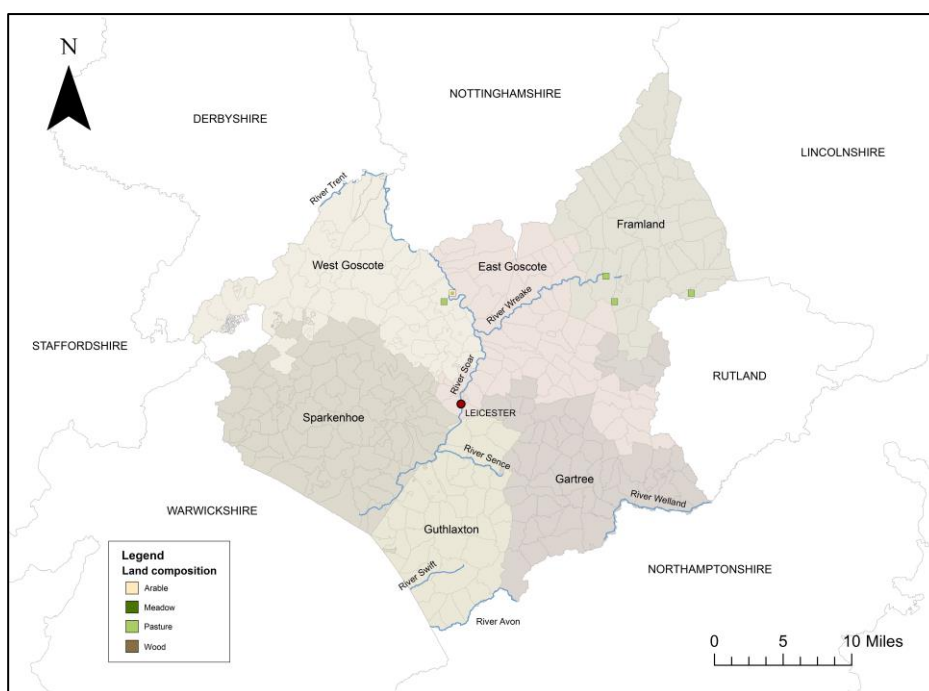 N
NOTTINGHAMSHIRE
DERBYSHIRE
LINCOLNSHIRE
River Trent
Framland
West Goscote
East Goscote
River Wreake
STAFFORDSHIRE
River Soar
RUTLAND
LEICESTER
Sparkenhoe
River Sence
Gartree
River Welland
WARWICKSHIRE
Guthlaxton
River Swift
NORTHAMPTONSHIRE
River Avon
Legend
Land composition
Arable
Meadow
Pasture
Wood
0 5 10 Miles